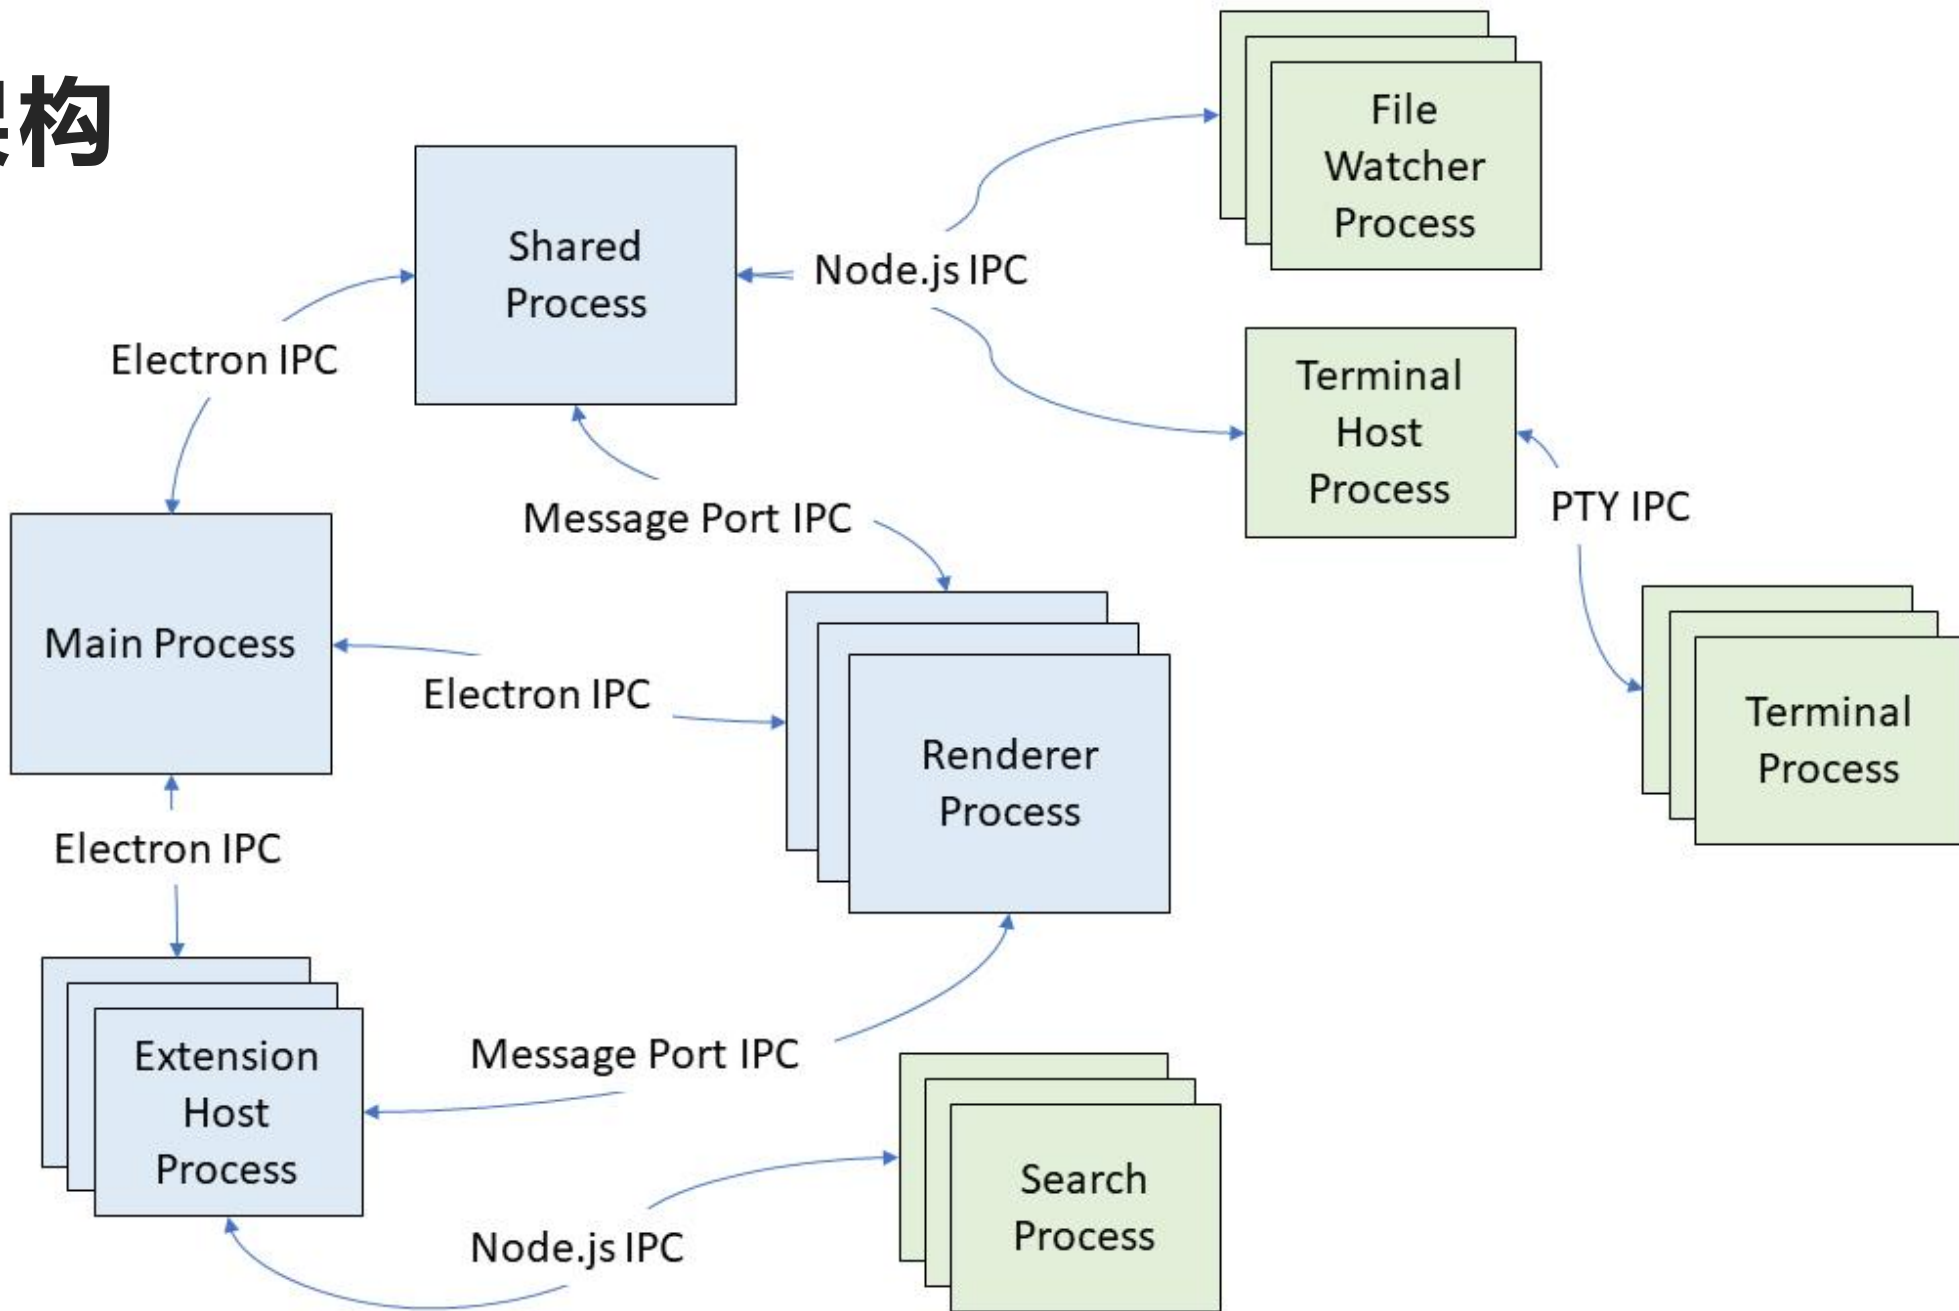 架构
Shared
Process
File
Watcher
Process
Node.js IPC
Electron IPC
Terminal
Host
Process
PTY IPC
Message Port IPC
Main Process
Electron IPC
Renderer
Process
Terminal
Process
Electron IPC
Extension
Host
Process
Message Port IPC
Search
Process
Node.js IPC